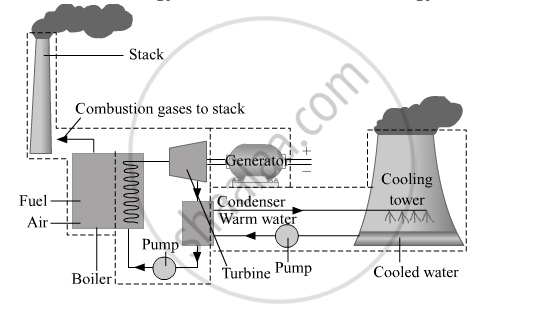 Stack
Combustion gases to stack
Generator
+
−
Cooling
tower
Fuel
Air
Condenser
Warm water
Pump
Boiler
Turbine
Pump
Cooled water
shaalaa.com